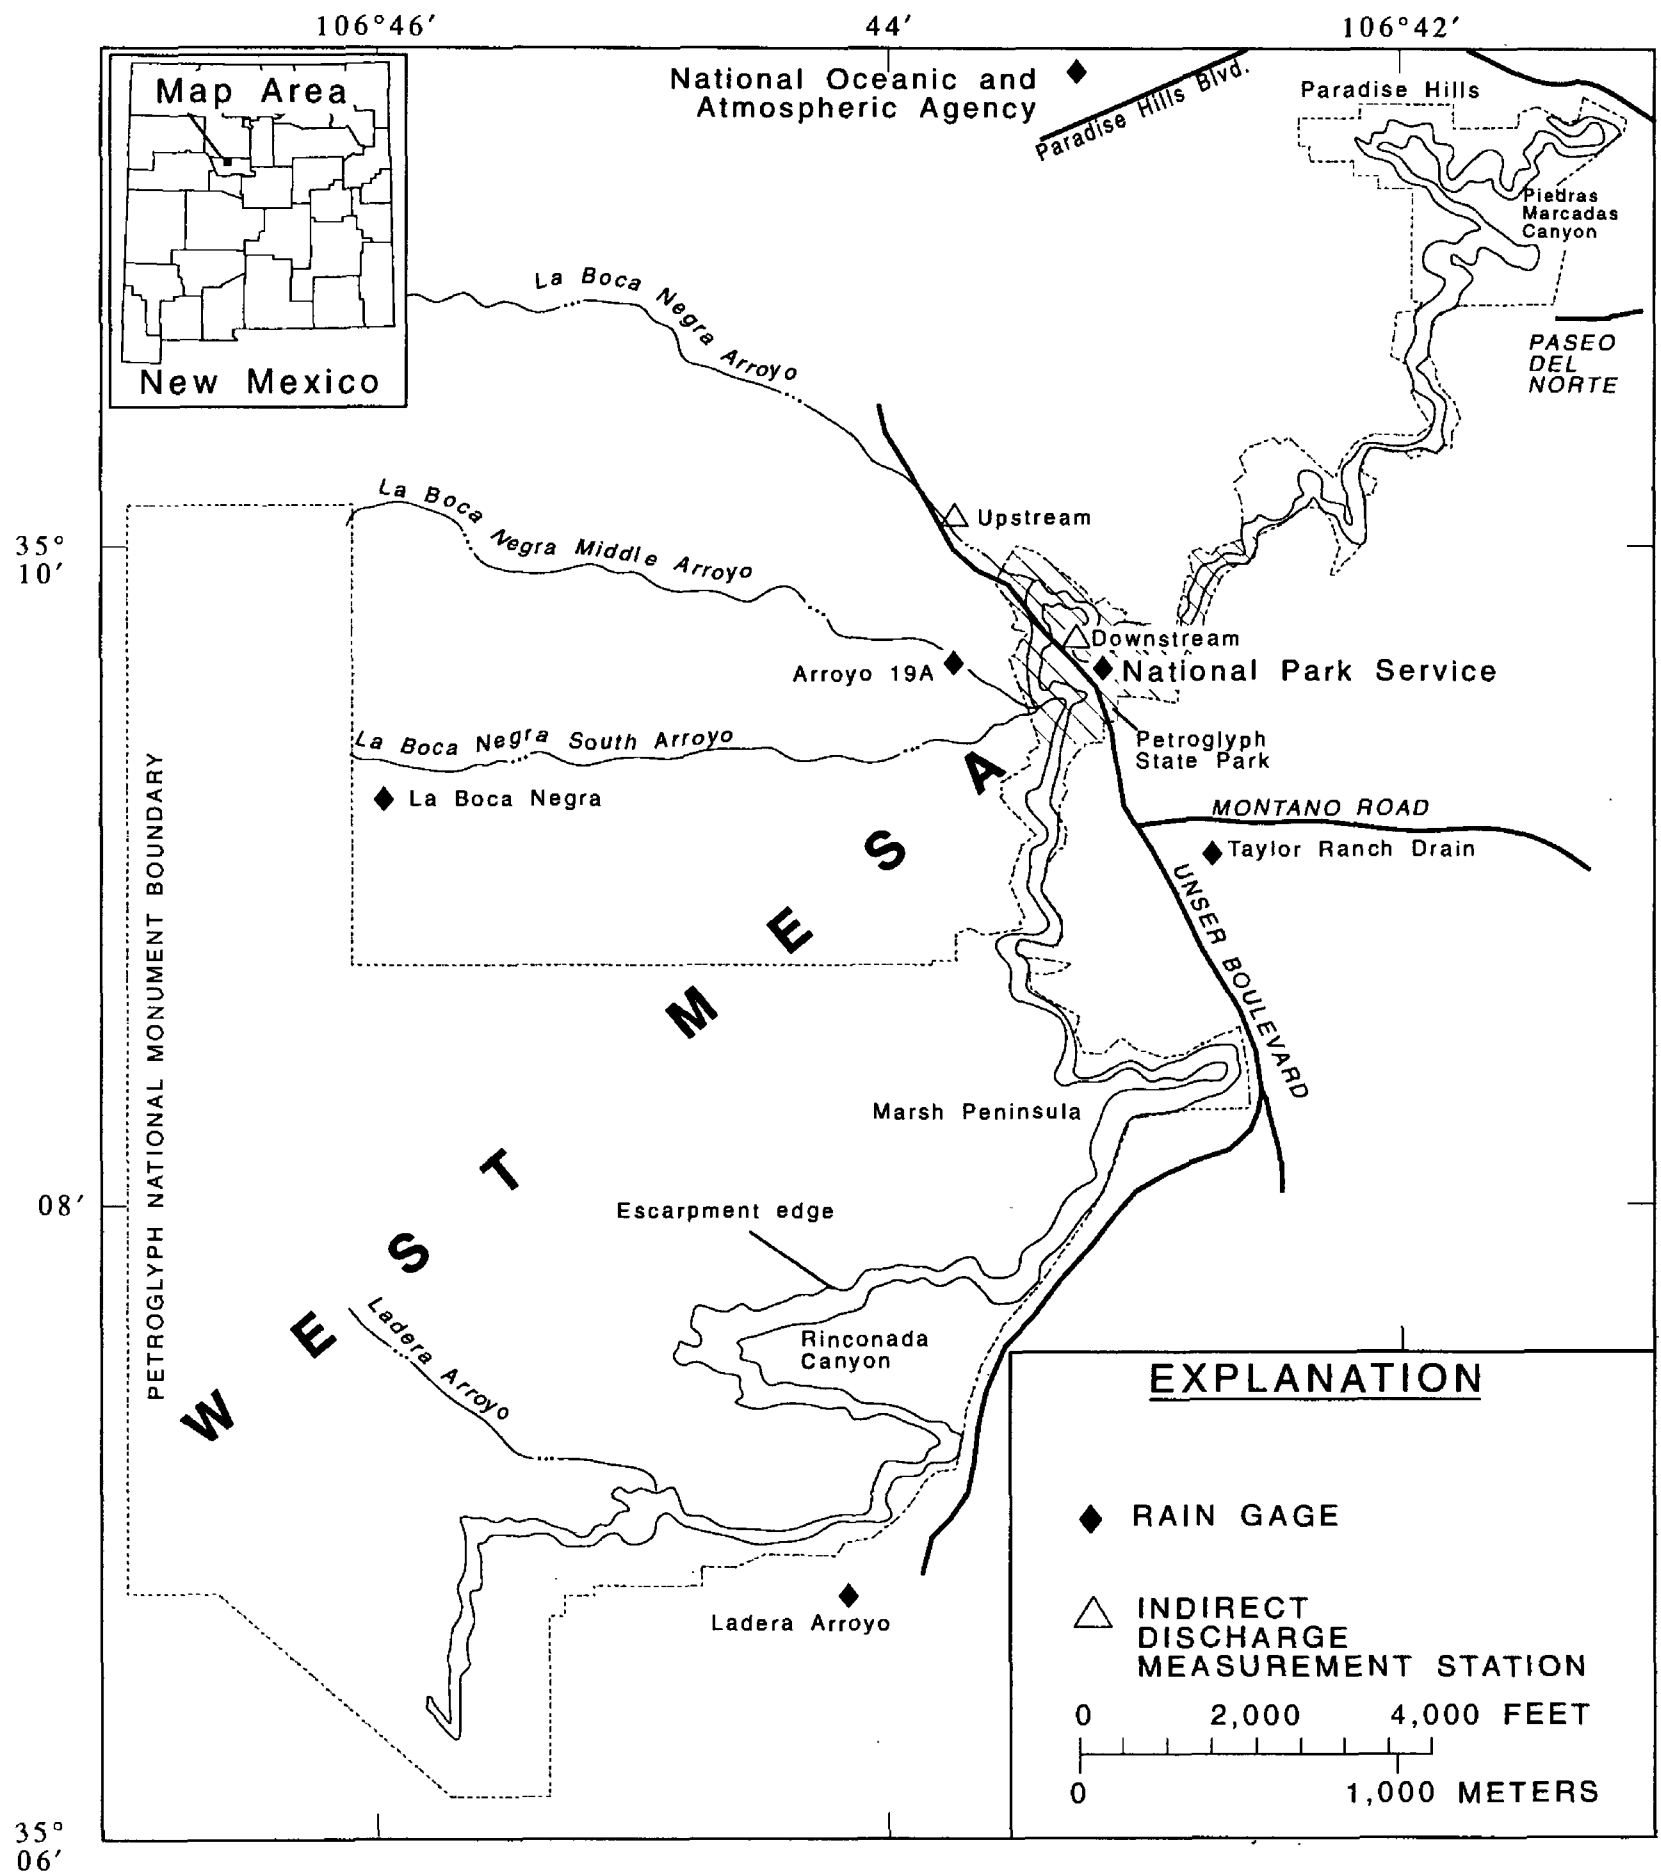 106°46′
44′
106°42′
Map Area
New Mexico
National Oceanic and
Atmospheric Agency
Paradise Hills Blvd.
Paradise Hills
Piedras
Marcadas
Canyon
PASEO
DEL
NORTE
La Boca Negra Arroyo
La Boca Negra Middle Arroyo
Upstream
35°
10′
Downstream
Arroyo 19A
National Park Service
La Boca Negra South Arroyo
Petroglyph
State Park
La Boca Negra
MONTANO ROAD
Taylor Ranch Drain
UNSER BOULEVARD
PETROGLYPH NATIONAL MONUMENT BOUNDARY
WEST MESA
Marsh Peninsula
08′
Escarpment edge
Ladera Arroyo
Rinconada
Canyon
Ladera Arroyo
EXPLANATION
RAIN GAGE
INDIRECT
DISCHARGE
MEASUREMENT STATION
0 2,000 4,000 FEET
0 1,000 METERS
35°
06′